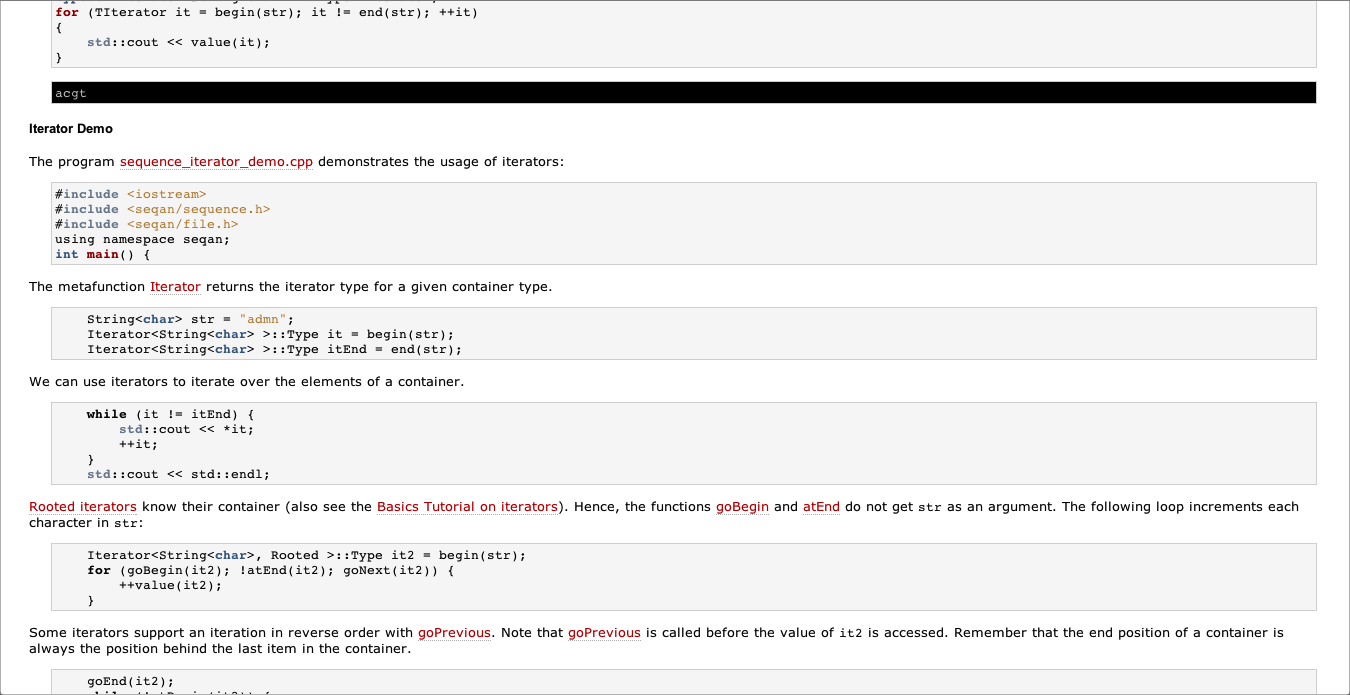 for (TIterator it = begin(str); it != end(str); ++it)
{
    std::cout << value(it);
}
acgt
Iterator Demo
The program sequence_iterator_demo.cpp demonstrates the usage of iterators:
#include <iostream>
#include <seqan/sequence.h>
#include <seqan/file.h>
using namespace seqan;
int main() {
The metafunction Iterator returns the iterator type for a given container type.
    String<char> str = "admn";
    Iterator<String<char> >::Type it = begin(str);
    Iterator<String<char> >::Type itEnd = end(str);
We can use iterators to iterate over the elements of a container.
    while (it != itEnd) {
        std::cout << *it;
        ++it;
    }
    std::cout << std::endl;
Rooted iterators know their container (also see the Basics Tutorial on iterators). Hence, the functions goBegin and atEnd do not get str as an argument. The following loop increments each
character in str:
    Iterator<String<char>, Rooted >::Type it2 = begin(str);
    for (goBegin(it2); !atEnd(it2); goNext(it2)) {
        ++value(it2);
    }
Some iterators support an iteration in reverse order with goPrevious. Note that goPrevious is called before the value of it2 is accessed. Remember that the end position of a container is
always the position behind the last item in the container.
    goEnd(it2);